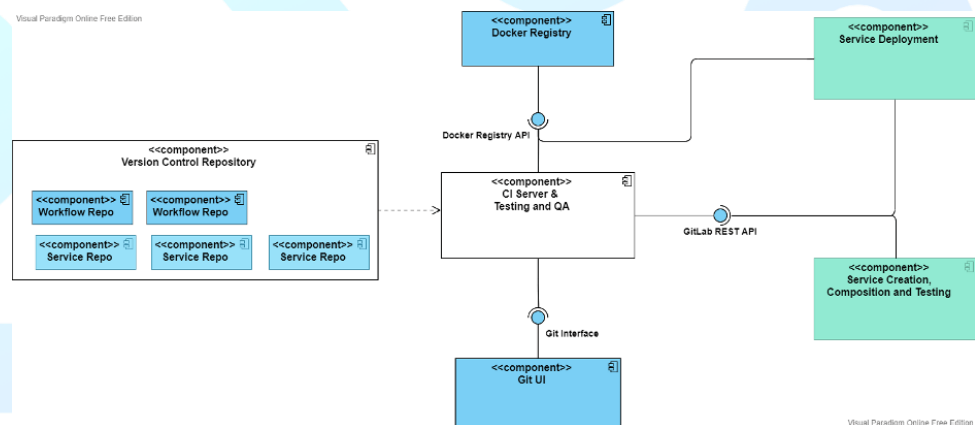 Visual Paradigm Online Free Edition
<<component>>
Docker Registry
<<component>>
Service Deployment
Docker Registry API
<<component>>
Version Control Repository
<<component>>
Workflow Repo
<<component>>
Workflow Repo
<<component>>
Service Repo
<<component>>
Service Repo
<<component>>
Service Repo
<<component>>
CI Server &
Testing and QA
GitLab REST API
<<component>>
Service Creation,
Composition and Testing
Git Interface
<<component>>
Git UI
Visual Paradigm Online Free Edition